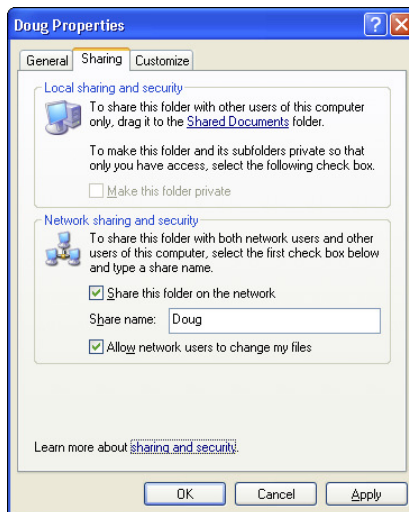 Doug Properties
General
Sharing
Customize
Local sharing and security
To share this folder with other users of this computer
only, drag it to the Shared Documents folder.
To make this folder and its subfolders private so that
only you have access, select the following check box.
Make this folder private
Network sharing and security
To share this folder with both network users and other
users of this computer, select the first check box below
and type a share name.
Share this folder on the network
Share name: Doug
Allow network users to change my files
Learn more about sharing and security.
OK
Cancel
Apply